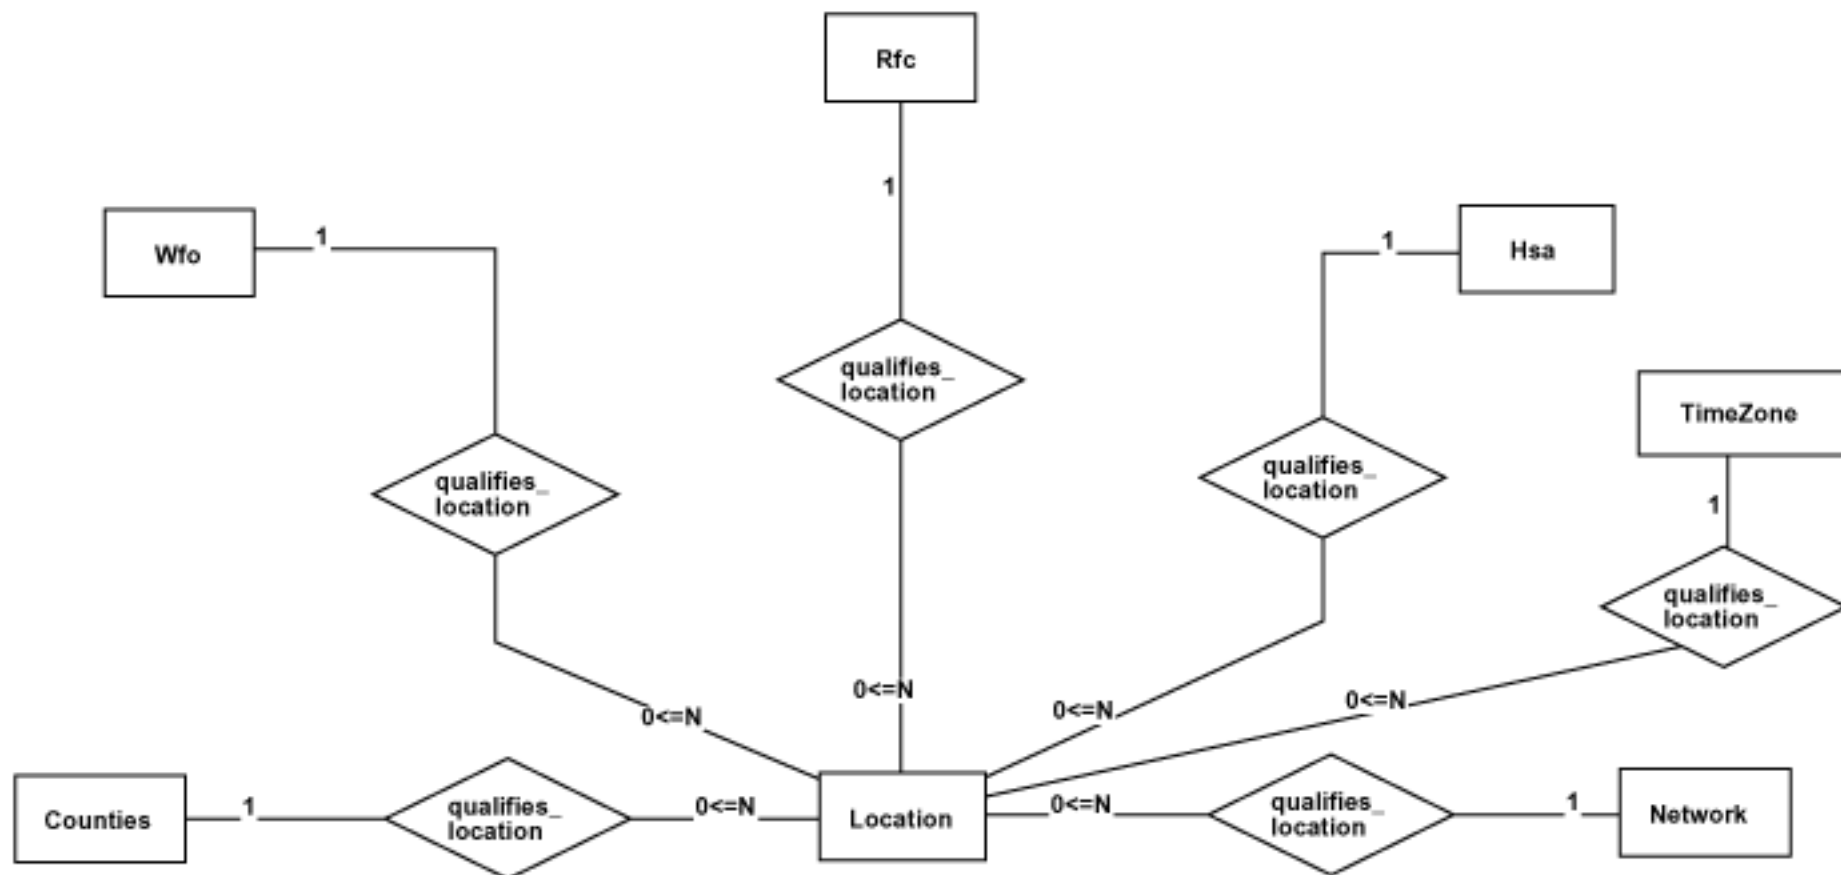 Rfc
1
Wfo
1
1
Hsa
qualifies_
location
TimeZone
qualifies_
location
qualifies_
location
1
qualifies_
location
0<=N
0<=N
0<=N
0<=N
Counties
1
qualifies_
location
0<=N
Location
0<=N
qualifies_
location
1
Network